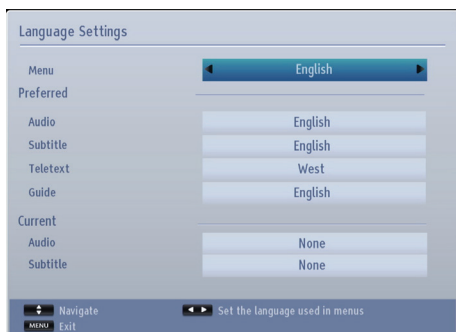 Language Settings
Menu English
Preferred
Audio English
Subtitle English
Teletext West
Guide English
Current
Audio None
Subtitle None
Navigate Set the language used in menus
MENU Exit